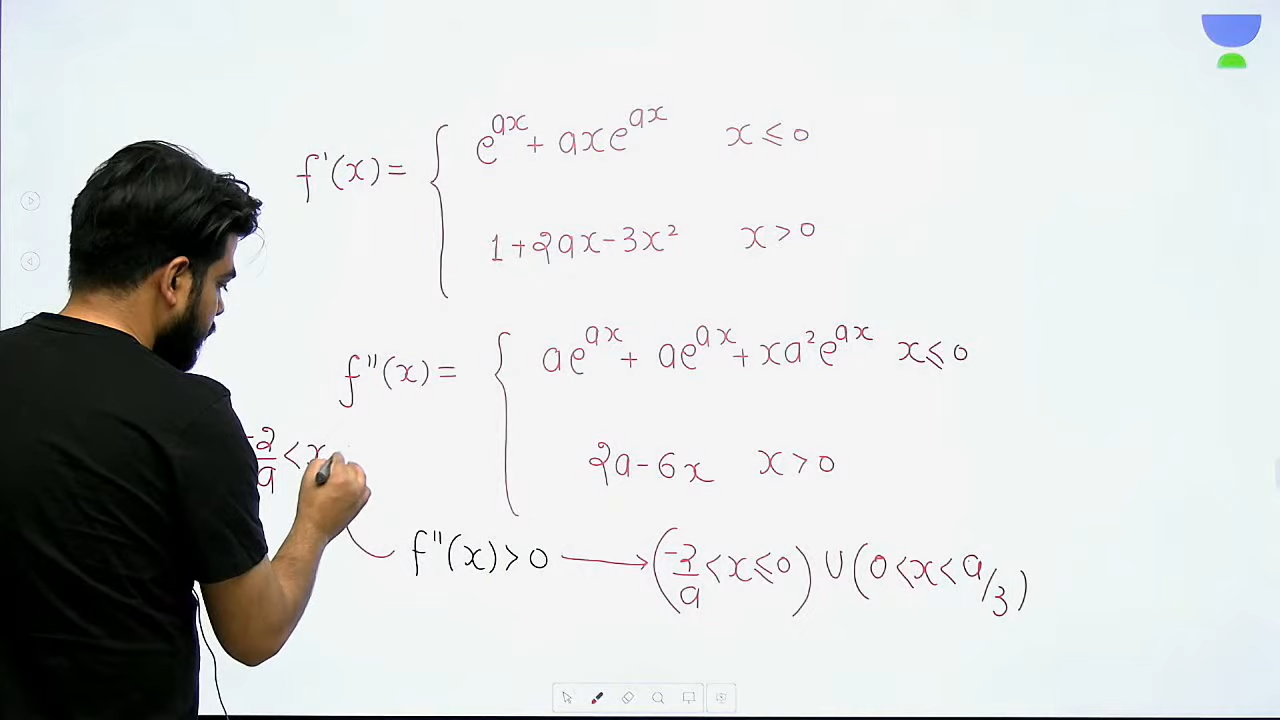 f'(x) = { e^{ax} + axe^{ax}   x ≤ 0
1 + 2ax - 3x²   x > 0
f''(x) = { ae^{ax} + ae^{ax} + xa²e^{ax}   x ≤ 0
2a - 6x   x > 0
-2/a < x
f''(x) > 0 → (-2/a < x ≤ 0) ∪ (0 < x < a/3)